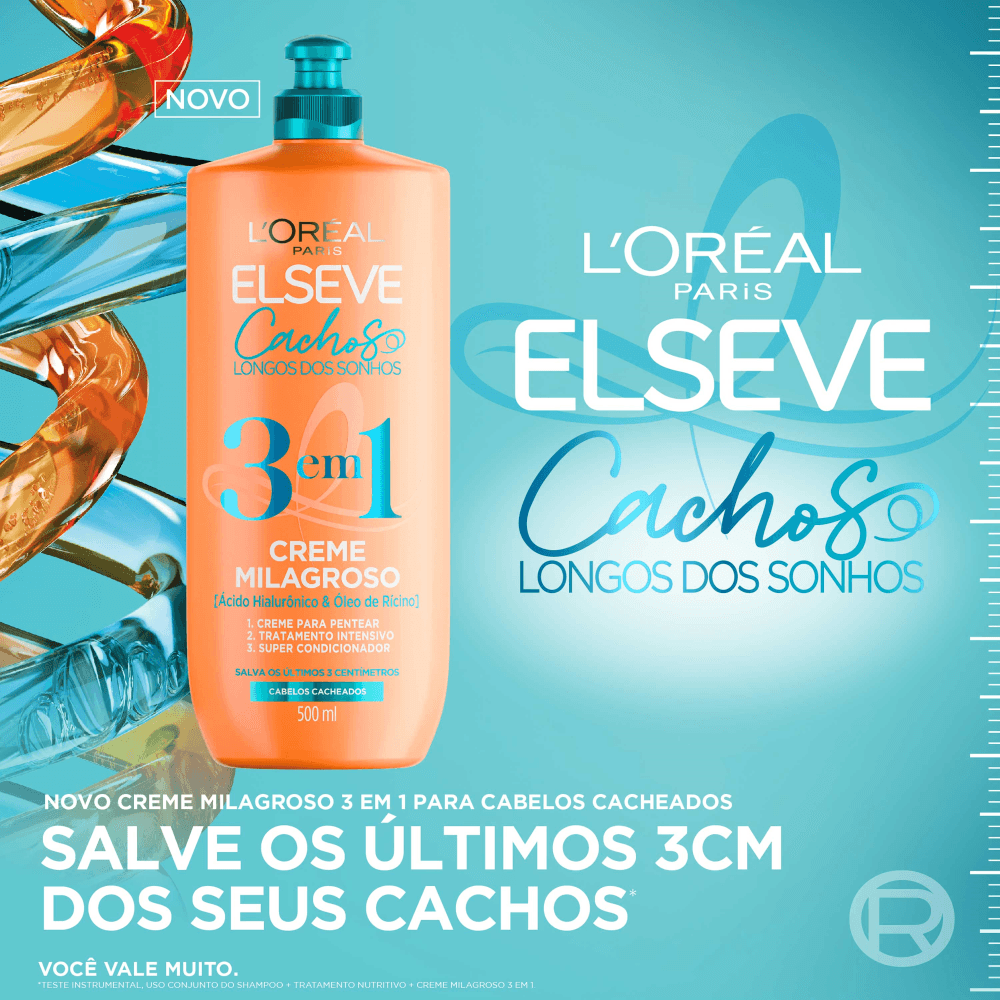 NOVO
L'ORÉAL
PARiS
ELSEVE
Cachos
LONGOS DOS SONHOS
3 em 1
CREME
MILAGROSO
[Ácido Hialurônico & Óleo de Rícino]
1. CREME PARA PENTEAR
2. TRATAMENTO INTENSIVO
3. SUPER CONDICIONADOR
SALVA OS ÚLTIMOS 3 CENTÍMETROS
CABELOS CACHEADOS
500 ml
L'ORÉAL
PARiS
ELSEVE
Cachos
LONGOS DOS SONHOS
NOVO CREME MILAGROSO 3 EM 1 PARA CABELOS CACHEADOS
SALVE OS ÚLTIMOS 3CM
DOS SEUS CACHOS*
R
VOCÊ VALE MUITO.
*TESTE INSTRUMENTAL, USO CONJUNTO DO SHAMPOO + TRATAMENTO NUTRITIVO + CREME MILAGROSO 3 EM 1